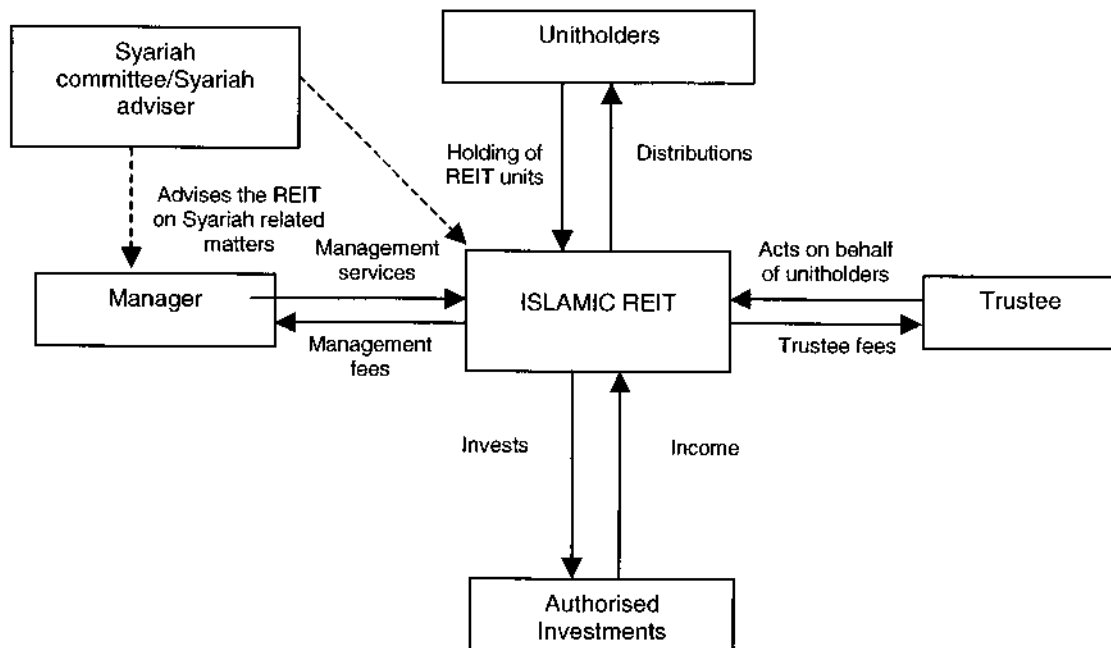 Syariah
committee/Syariah
adviser
Unitholders
Holding of
REIT units
Distributions
Advises the REIT
on Syariah related
matters
Management
services
Manager
Management
fees
ISLAMIC REIT
Acts on behalf
of unitholders
Trustee
Trustee fees
Invests
Income
Authorised
Investments